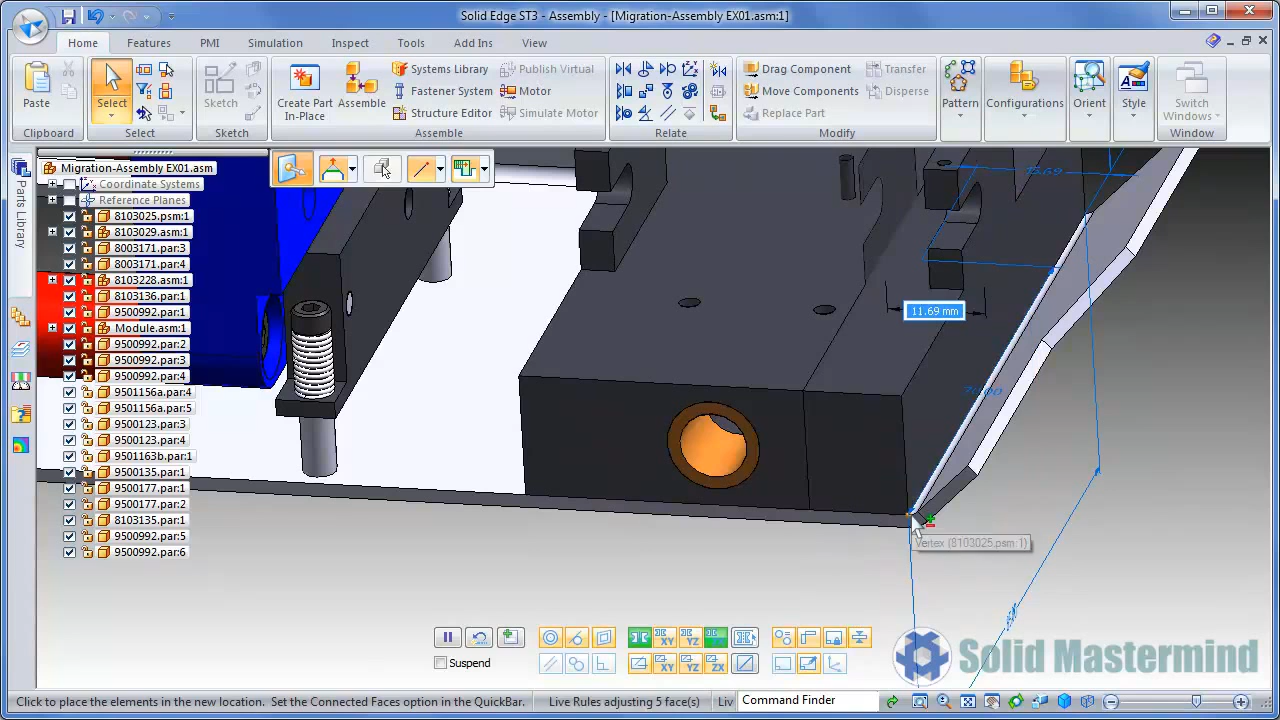 Solid Edge ST3 - Assembly - [Migration-Assembly EX01.asm:1]
Home Features PMI Simulation Inspect Tools Add Ins View
Systems Library Publish Virtual Drag Component Transfer
Paste Select Sketch Create Part In-Place Assemble Fastener System Motor Move Component Disperse Pattern Configurations Orient Style Switch Windows
Structure Editor Simulate Motor Replace Part
Clipboard Select Sketch Assemble Relate Modify Window
Parts Library
Migration-Assembly EX01.asm
Coordinate Systems
Reference Planes
8103025.psm:1
8103029.asm:1
8003171.par:3
8003171.par:4
8103228.asm:1
8103136.par:1
9500992.par:1
Module.asm:1
9500992.par:2
9500992.par:3
9500992.par:4
9501156a.par:4
9501156a.par:5
9500123.par:3
9500123.par:4
9501163b.par:1
9500135.par:1
9500177.par:1
9500177.par:2
8103135.par:1
9500992.par:5
9500992.par:6
11.69 mm
Vertex (8103025.psm:1)
XY YZ
Suspend XY YZ ZX
Solid Mastermind
Click to place the elements in the new location. Set the Connected Faces option in the QuickBar. Live Rules adjusting 5 face(s) Liv Command Finder